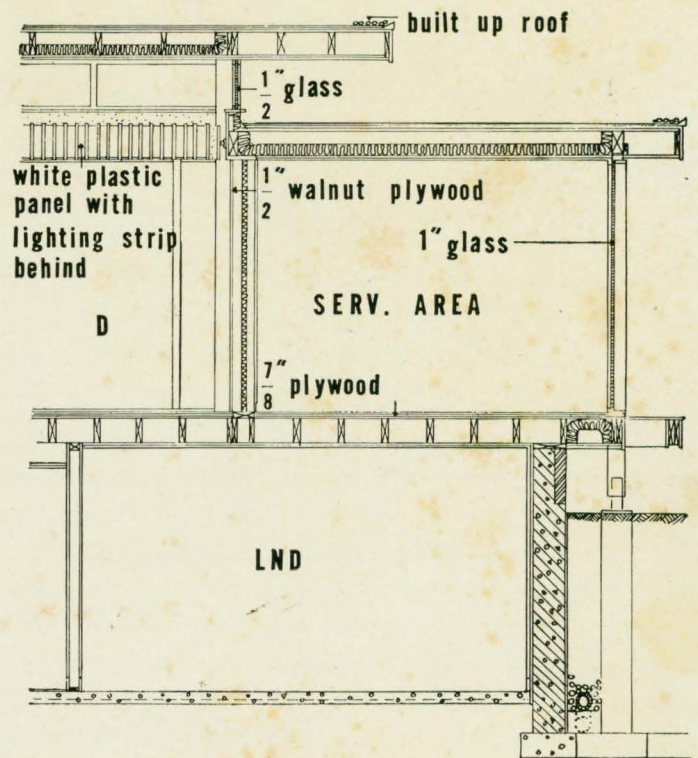 built up roof
1/2" glass
white plastic
panel with
lighting strip
behind
1/2" walnut plywood
1" glass
SERV. AREA
D
7/8" plywood
LND